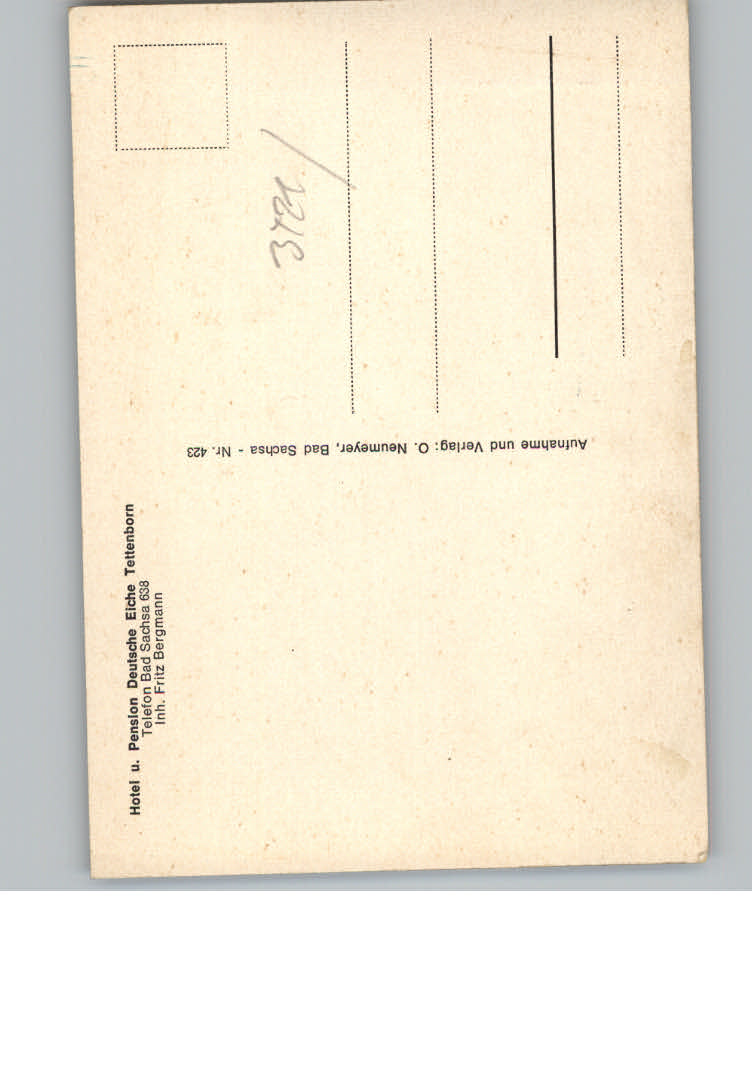 Hotel u. Pension Deutsche Eiche Tettenborn
Telefon Bad Sachsa 638
Inh. Fritz Bergmann
Aufnahme und Verlag: O. Neumeyer, Bad Sachsa - Nr. 423